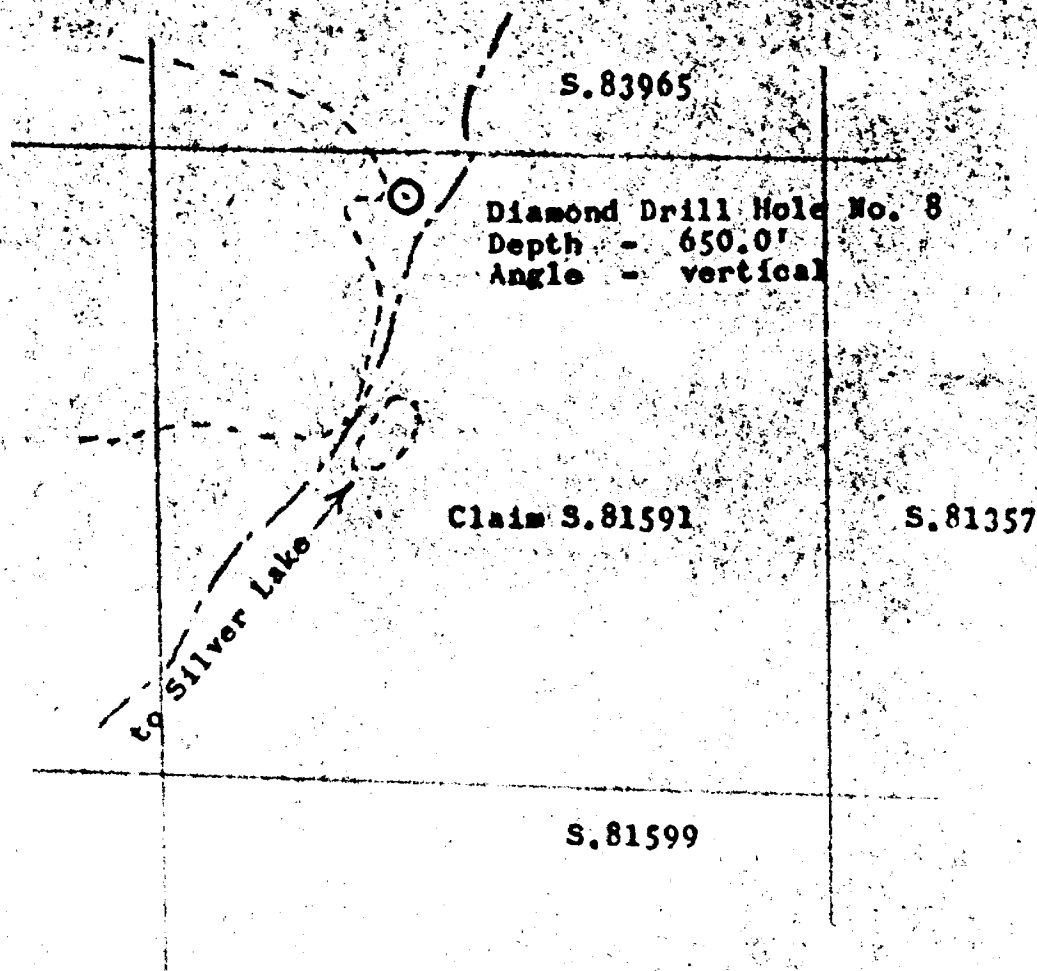 S.83965
Diamond Drill Hole No. 8
Depth - 650.0'
Angle - vertical
Claim S.81591
S.81357
to Silver Lake
S.81599